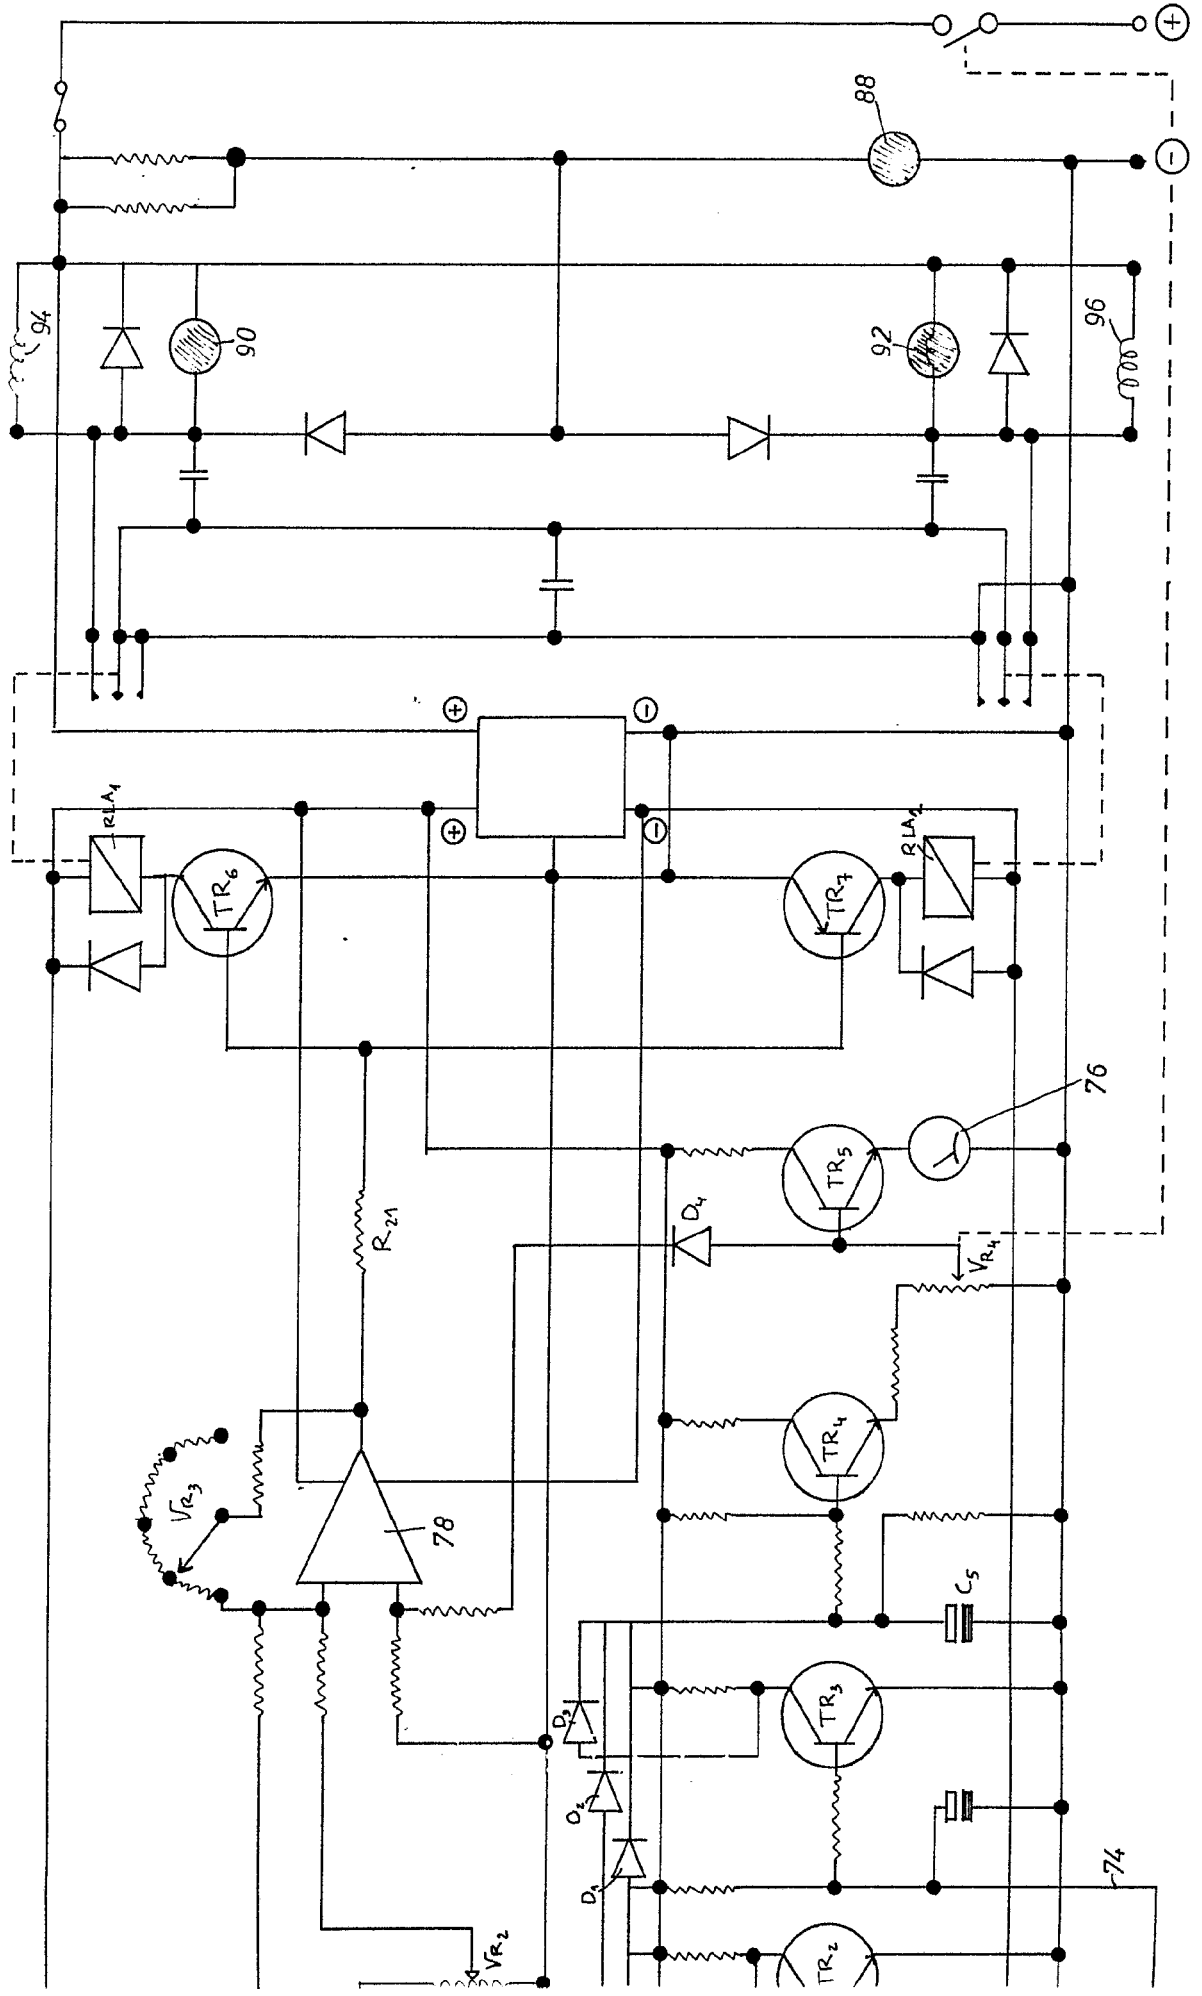 +
88
-
94
90
92
96
+
-
+
-
RLA1
RLA2
TR6
TR7
76
TR5
D4
R21
VR4
TR4
VR3
78
C5
D3
TR3
D2
D1
74
VR2
TR2